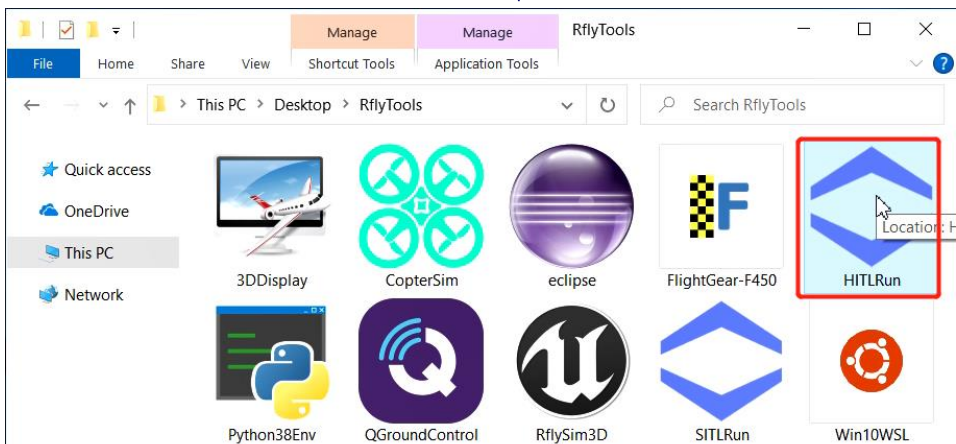 Manage Manage RflyTools
File Home Share View Shortcut Tools Application Tools
This PC > Desktop > RflyTools Search RflyTools
Quick access
OneDrive
This PC
Network
3DDisplay CopterSim eclipse FlightGear-F450 HITLRun
Location: H
Python38Env QGroundControl RflySim3D SITLRun Win10WSL